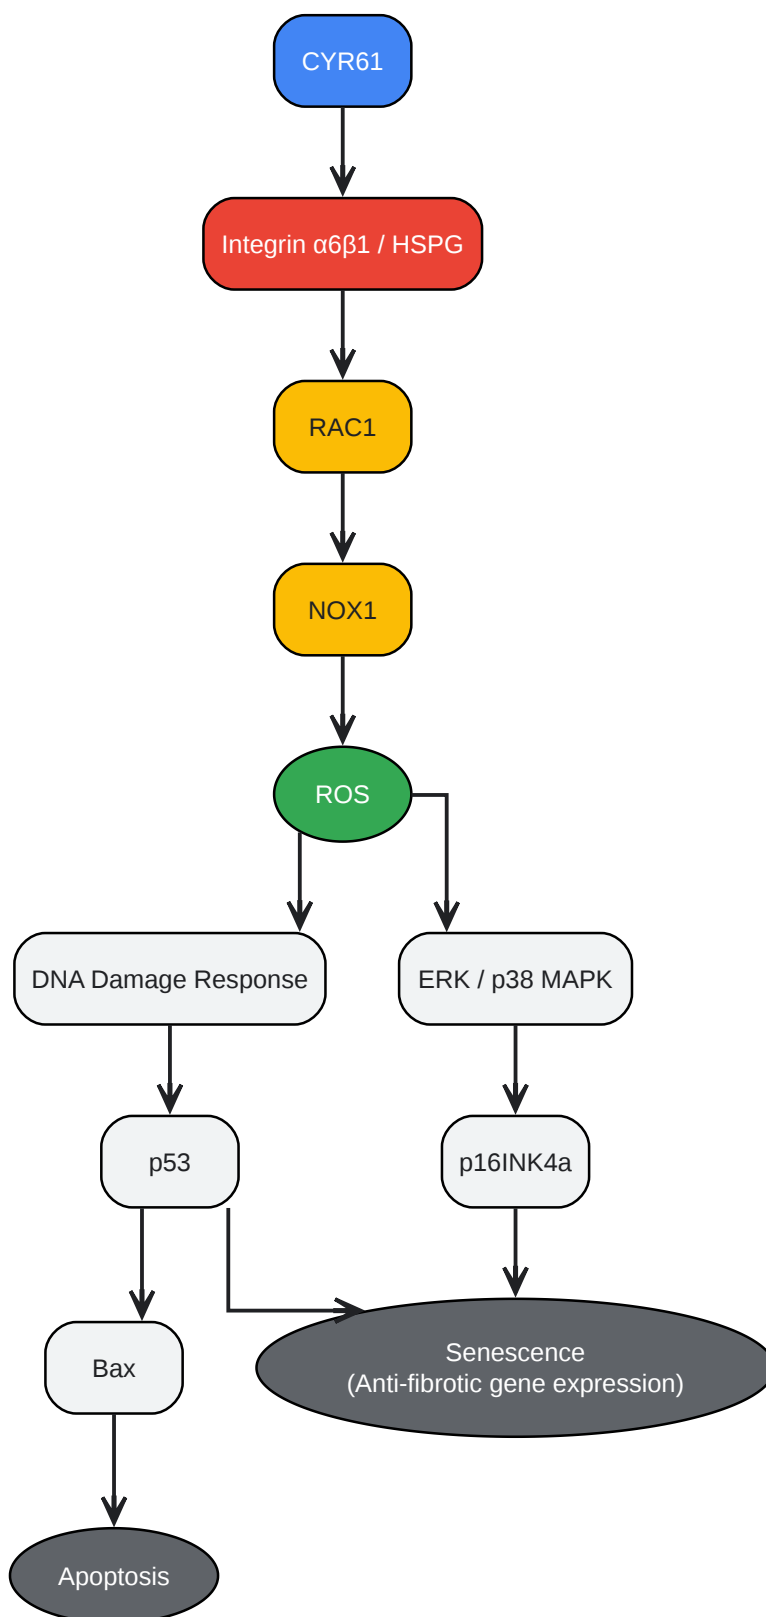 CYR61
Integrin α6β1 / HSPG
RAC1
NOX1
ROS
DNA Damage Response
ERK / p38 MAPK
p53
p16INK4a
Bax
Senescence
(Anti-fibrotic gene expression)
Apoptosis